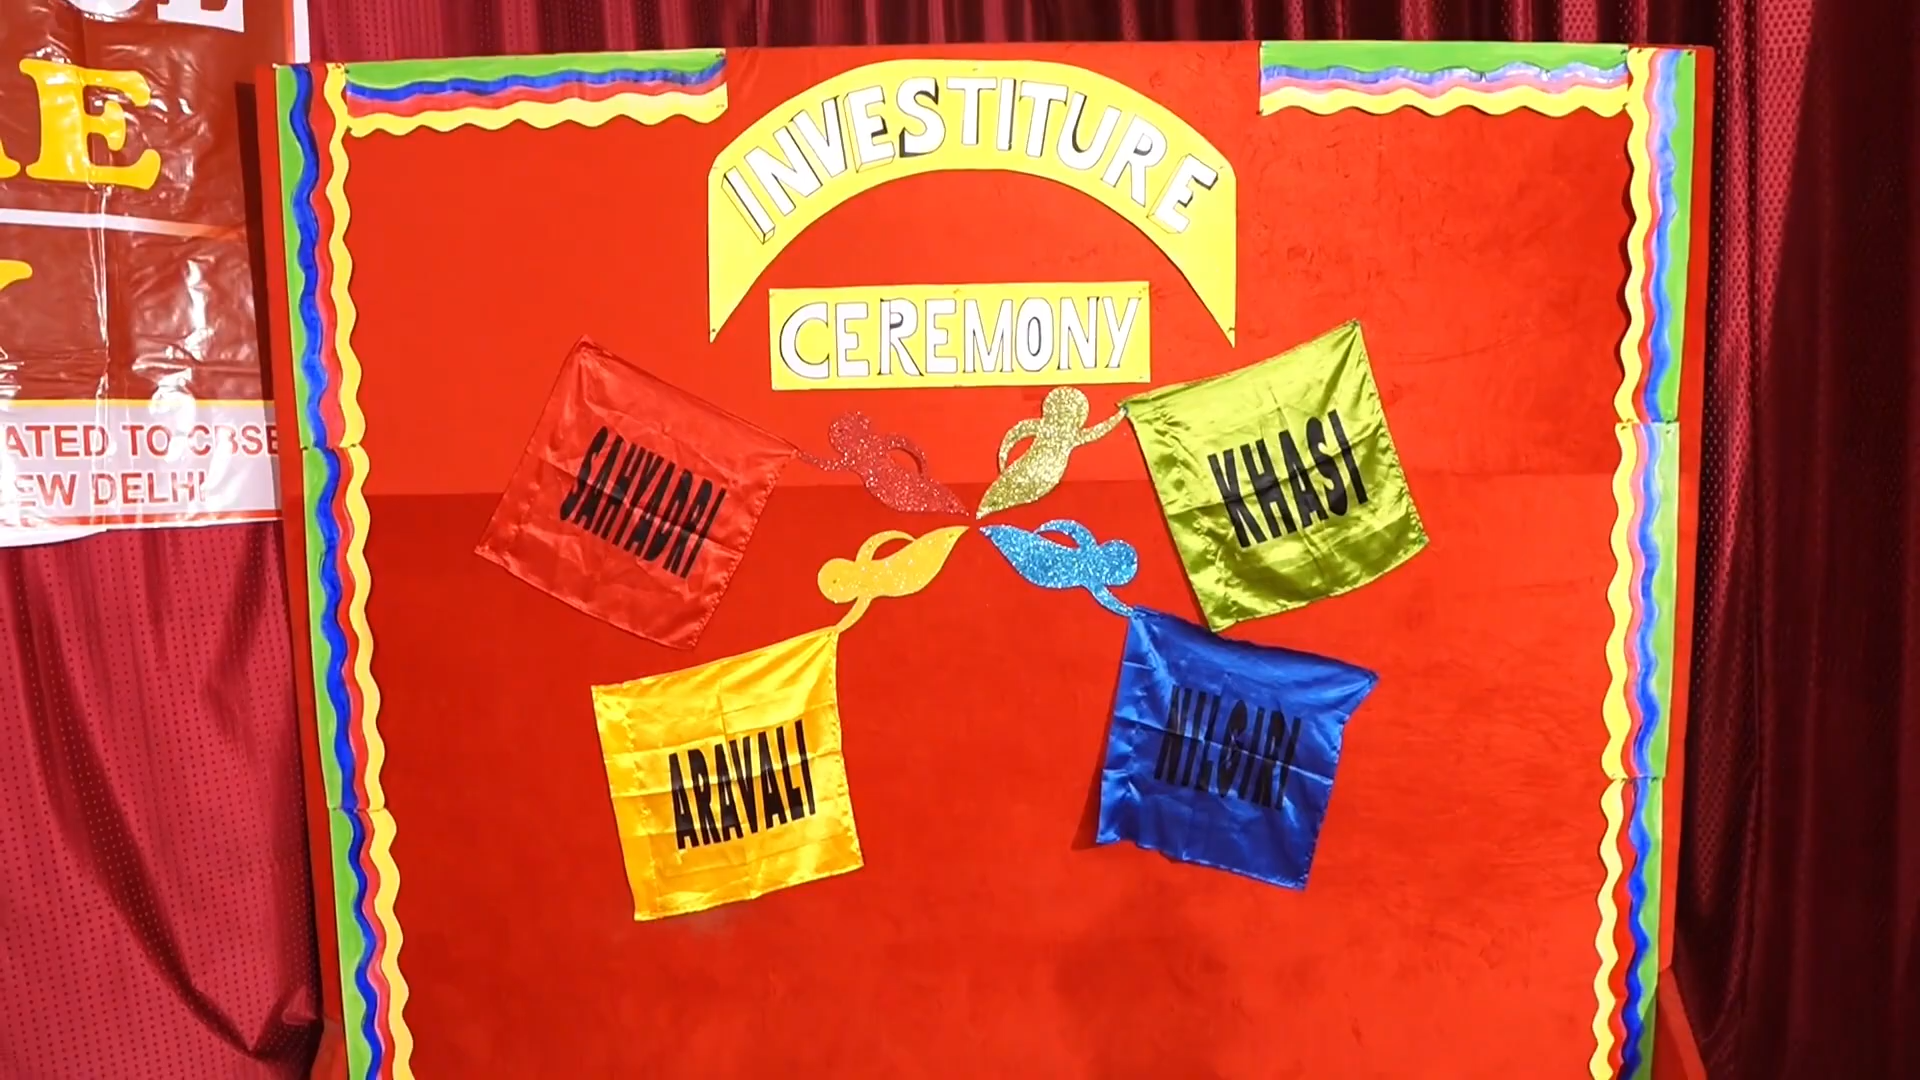 INVESTITURE
CEREMONY
SAHYADRI
KHASI
ARAVALI
NILGIRI
ATED TO CBSE
EW DELHI